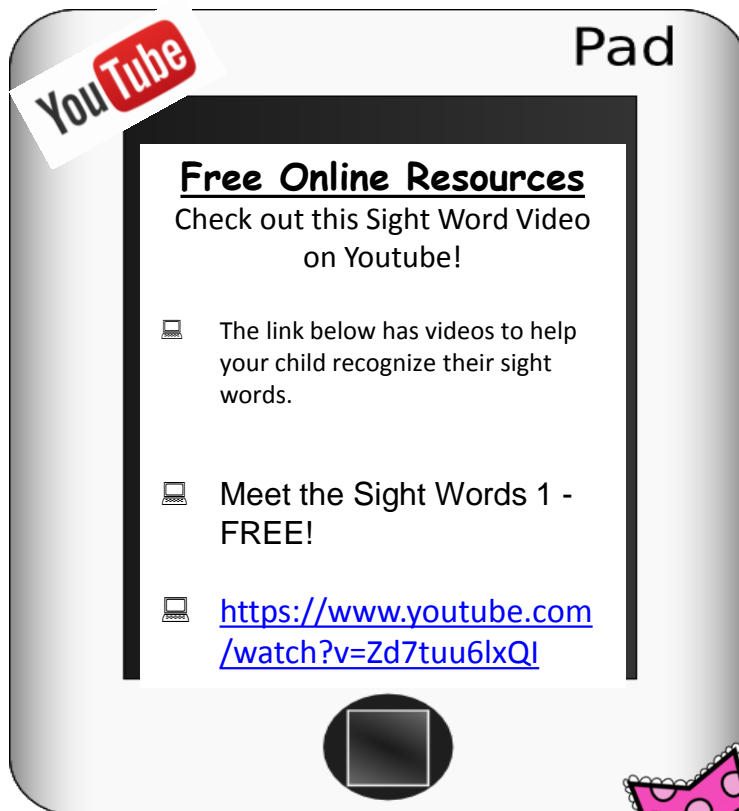 YouTube
Pad
Free Online Resources
Check out this Sight Word Video
on Youtube!
The link below has videos to help
your child recognize their sight
words.
Meet the Sight Words 1 -
FREE!
https://www.youtube.com
/watch?v=Zd7tuu6lxQI